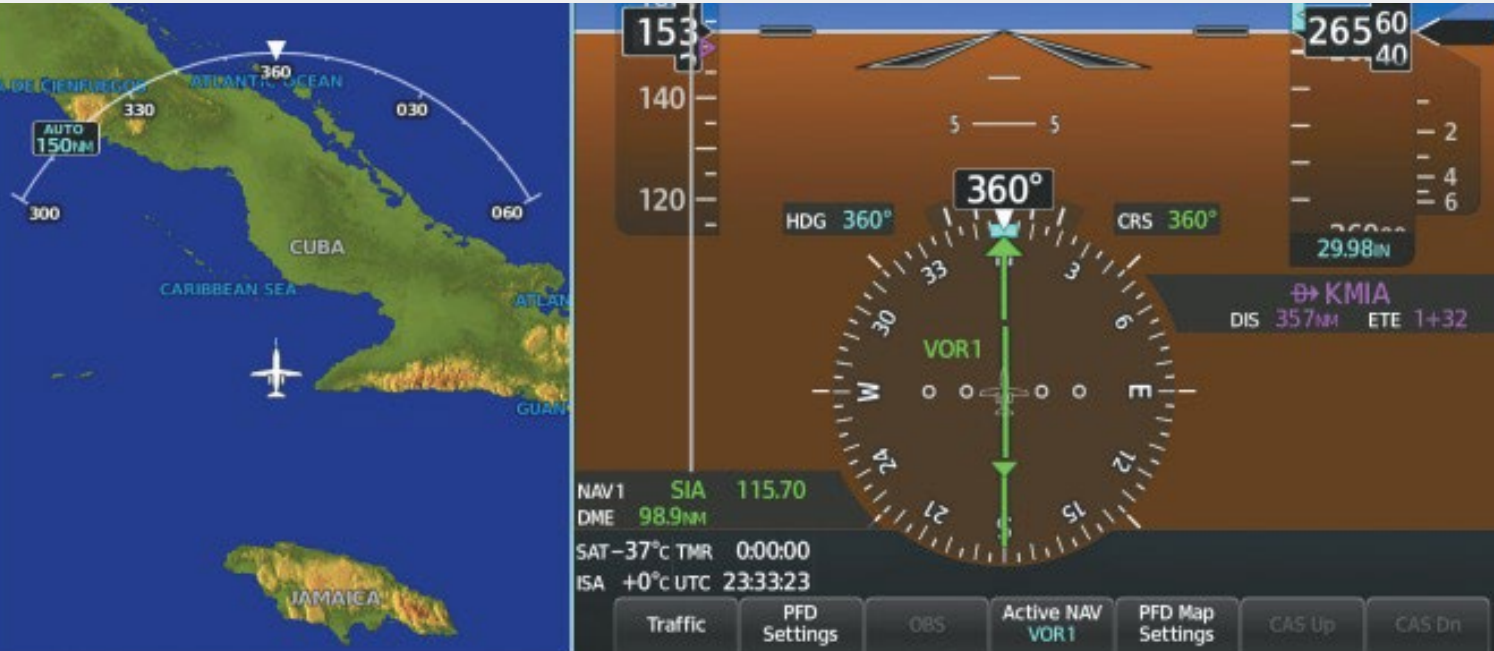 DE CIENFUEGOS
ATLANTIC OCEAN
360
330
030
AUTO
150NM
300
060
CUBA
CARIBBEAN SEA
ATLAN
GUAN
JAMAICA
153
140
120
5 5
265
60
40
2
4
6
360°
HDG 360°
CRS 360°
29.98IN
KMIA
DIS 357NM ETE 1+32
33
3
30
6
VOR1
W
E
24
12
21
S
15
NAV1 SIA 115.70
DME 98.9NM
SAT -37°C TMR 0:00:00
ISA +0°C UTC 23:33:23
Traffic
PFD
Settings
OBS
Active NAV
VOR1
PFD Map
Settings
CAS Up
CAS Dn